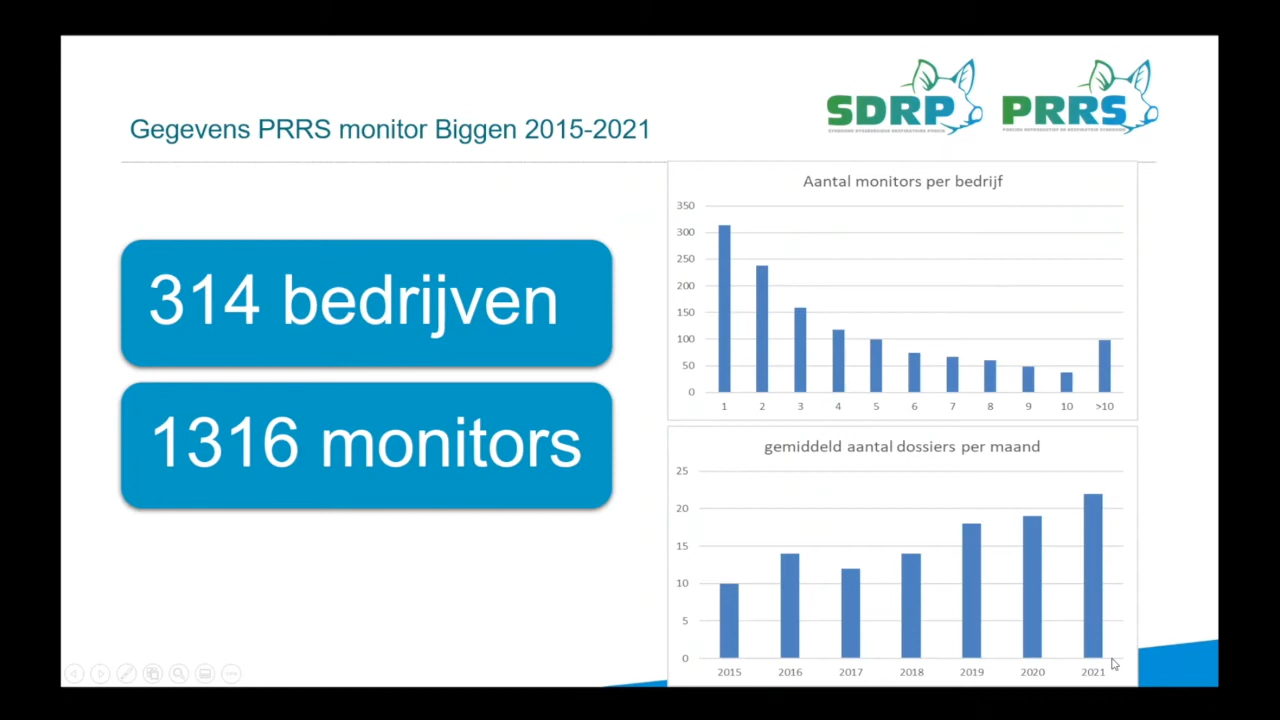 SDRP
PRRS
Gegevens PRRS monitor Biggen 2015-2021
314 bedrijven
1316 monitors
Aantal monitors per bedrijf
350
300
250
200
150
100
50
0
1 2 3 4 5 6 7 8 9 10 >10
gemiddeld aantal dossiers per maand
25
20
15
10
5
0
2015 2016 2017 2018 2019 2020 2021